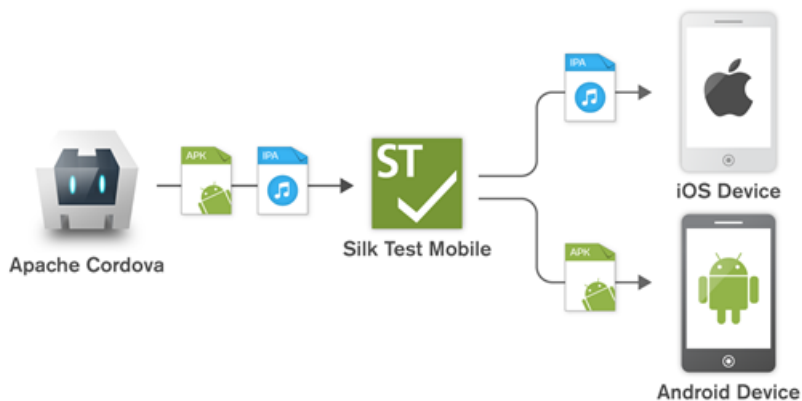 IPA
APK
IPA
ST
iOS Device
Silk Test Mobile
Apache Cordova
APK
Android Device